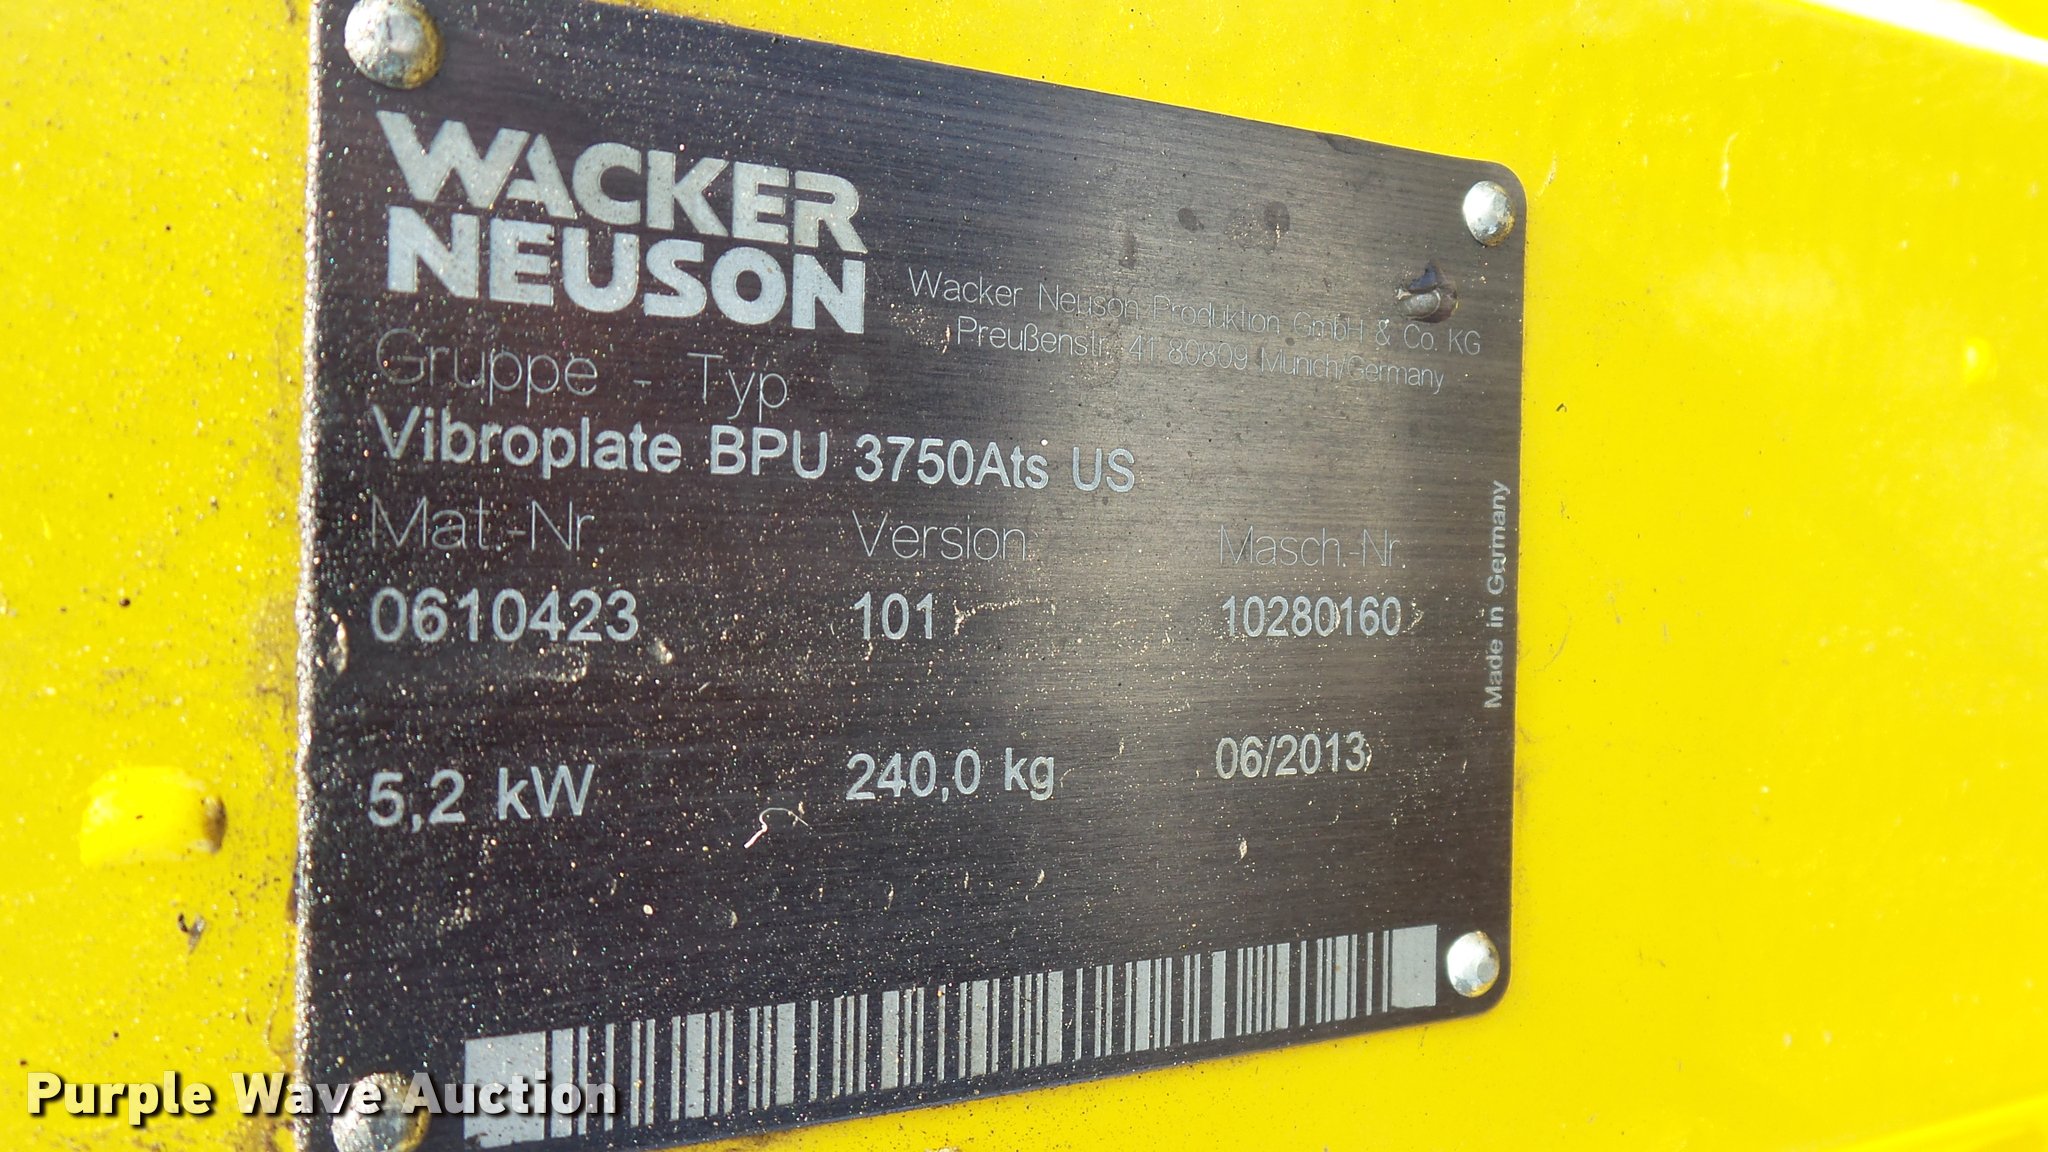 WACKER
NEUSON
Wacker Neuson Produktion GmbH & Co. KG
Preußenstr. 41 80809 Munich/Germany
Gruppe - Typ
Vibroplate BPU 3750Ats US
Mat.-Nr. Version Masch.-Nr.
0610423 101 10280160
5,2 kW 240,0 kg 06/2013
Made in Germany
Purple Wave Auction